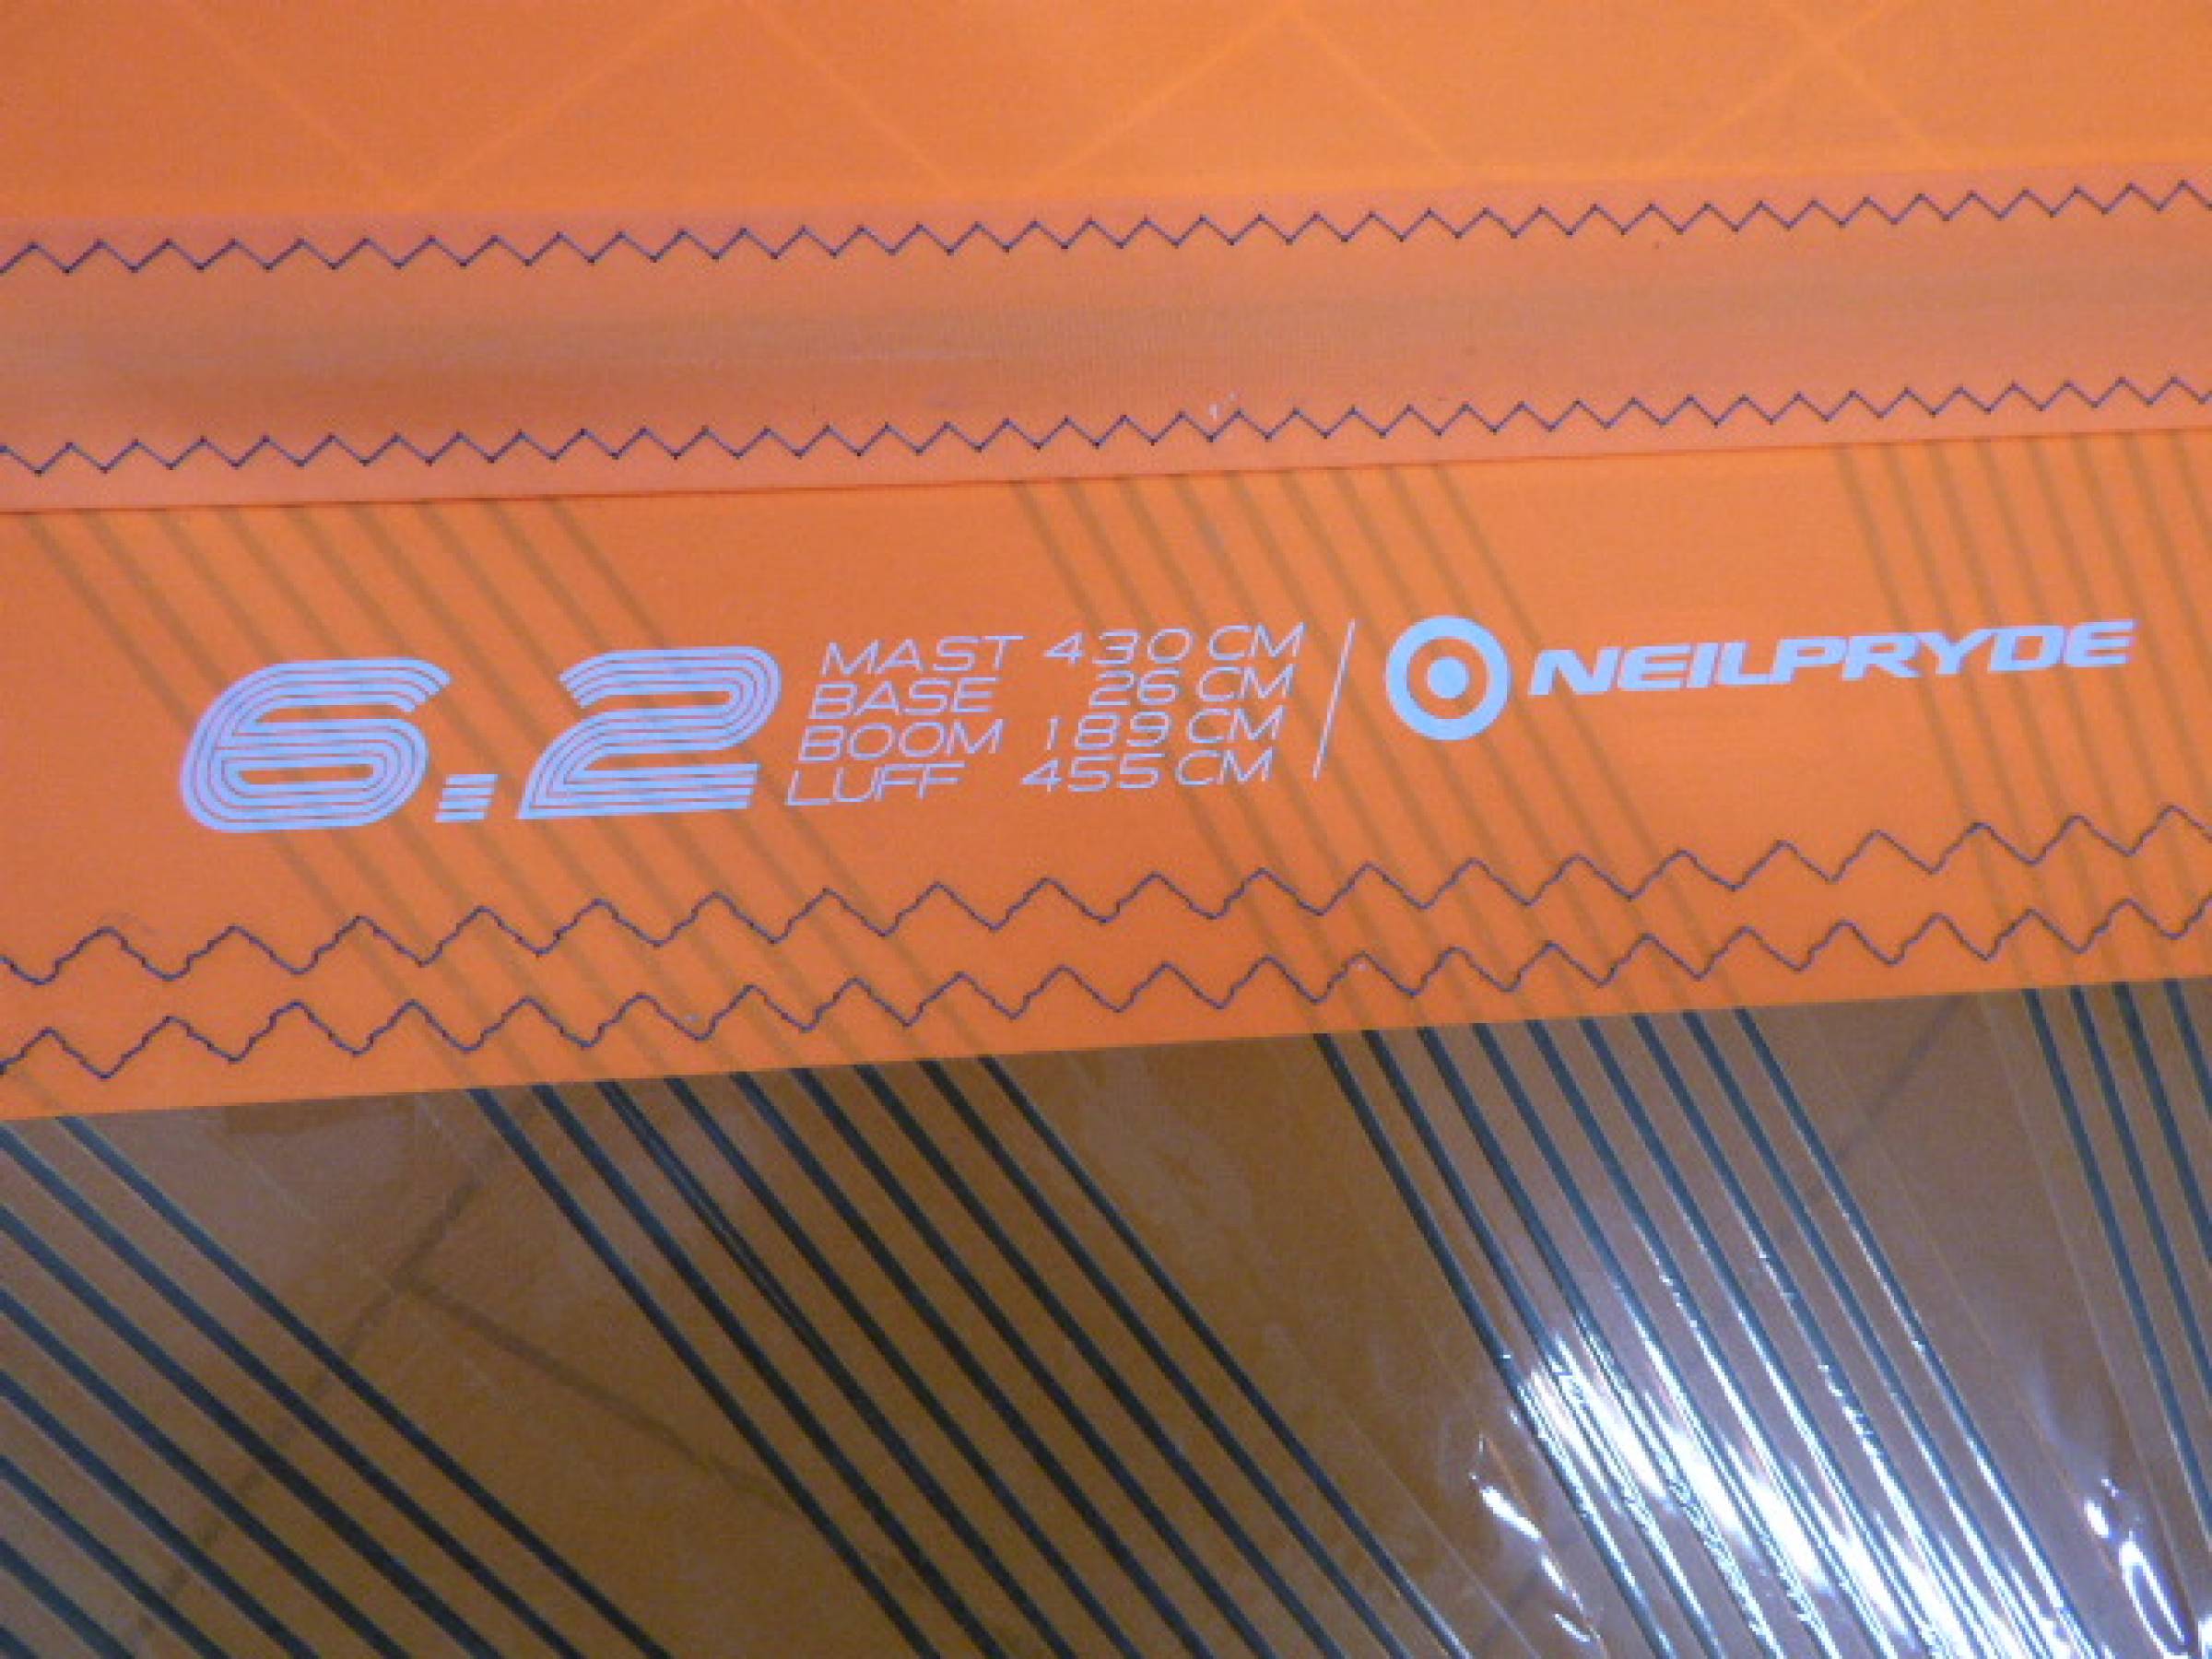 6.2
MAST 430 CM
BASE 26 CM
BOOM 189 CM
LUFF 455 CM
NEILPRYDE